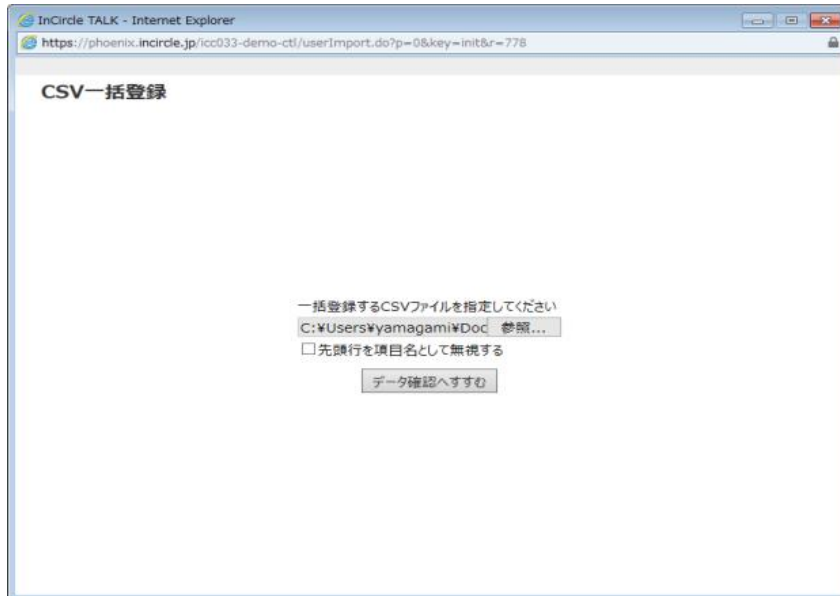 InCircle TALK - Internet Explorer
https://phoenix.incircle.jp/icc033-demo-ctl/userImport.do?p=0&key=init&r=778
CSV一括登録
一括登録するCSVファイルを指定してください
C:¥Users¥yamagami¥Doc 参照...
先頭行を項目名として無視する
データ確認へすすむ